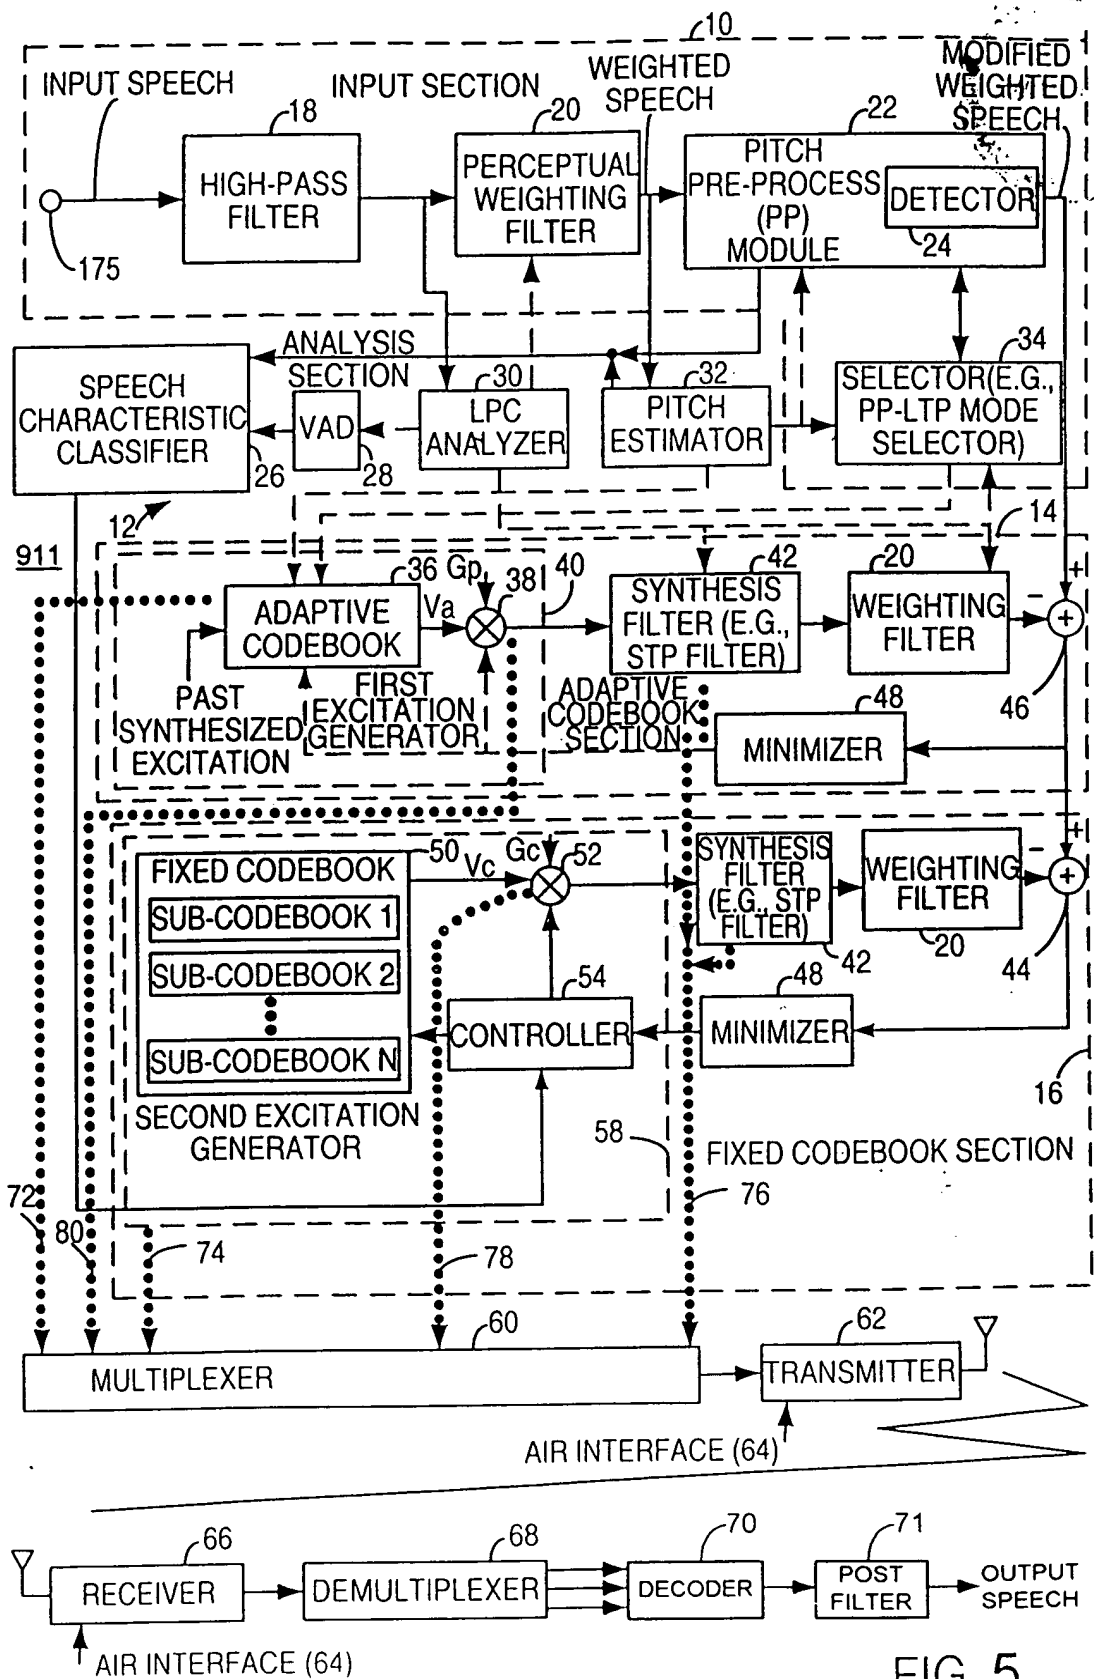 10
INPUT SPEECH
INPUT SECTION
WEIGHTED
SPEECH
MODIFIED
WEIGHTED
SPEECH
18
20
22
HIGH-PASS
FILTER
PERCEPTUAL
WEIGHTING
FILTER
PITCH
PRE-PROCESS
(PP)
MODULE
DETECTOR
24
175
ANALYSIS
SECTION
SPEECH
CHARACTERISTIC
CLASSIFIER
26
VAD
28
30
LPC
ANALYZER
32
PITCH
ESTIMATOR
34
SELECTOR(E.G.,
PP-LTP MODE
SELECTOR)
12
911
14
36
Gp
38
40
42
20
ADAPTIVE
CODEBOOK
Va
SYNTHESIS
FILTER (E.G.,
STP FILTER)
WEIGHTING
FILTER
−
+
+
46
PAST
SYNTHESIZED
EXCITATION
FIRST
EXCITATION
GENERATOR
ADAPTIVE
CODEBOOK
SECTION
48
MINIMIZER
50
Gc
52
Vc
FIXED CODEBOOK
SUB-CODEBOOK 1
SUB-CODEBOOK 2
SUB-CODEBOOK N
SYNTHESIS
FILTER
(E.G., STP
FILTER)
42
WEIGHTING
FILTER
20
−
+
+
44
54
CONTROLLER
48
MINIMIZER
16
SECOND EXCITATION
GENERATOR
58
FIXED CODEBOOK SECTION
72
80
74
78
76
60
MULTIPLEXER
62
TRANSMITTER
AIR INTERFACE (64)
66
RECEIVER
68
DEMULTIPLEXER
70
DECODER
71
POST
FILTER
OUTPUT
SPEECH
AIR INTERFACE (64)
FIG. 5